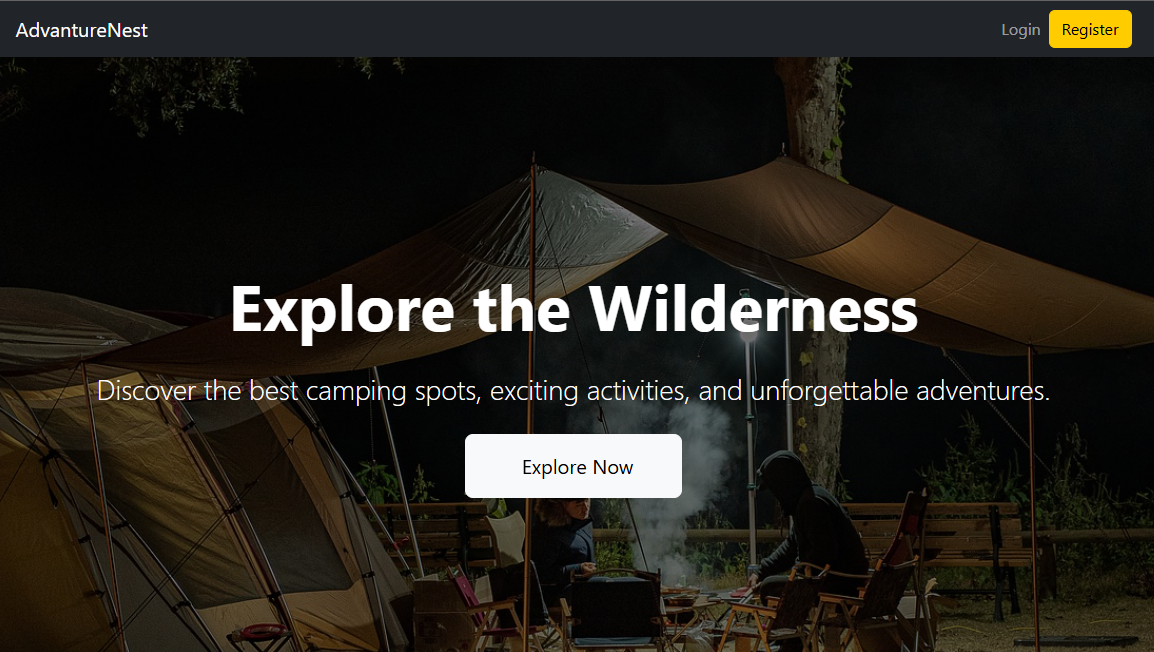 AdvantureNest
Login
Register
Explore the Wilderness
Discover the best camping spots, exciting activities, and unforgettable adventures.
Explore Now